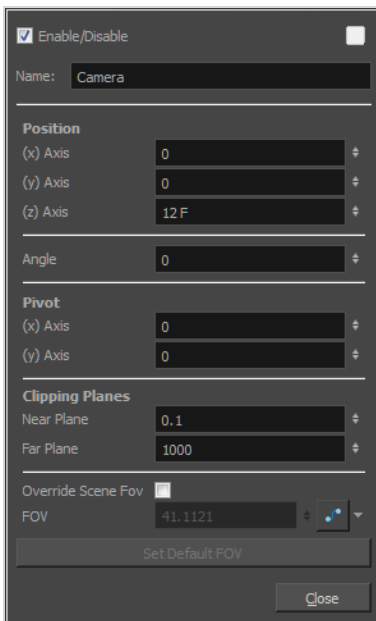 Enable/Disable
Name: Camera
Position
(x) Axis 0
(y) Axis 0
(z) Axis 12 F
Angle 0
Pivot
(x) Axis 0
(y) Axis 0
Clipping Planes
Near Plane 0.1
Far Plane 1000
Override Scene Fov
FOV 41.1121
Set Default FOV
Close